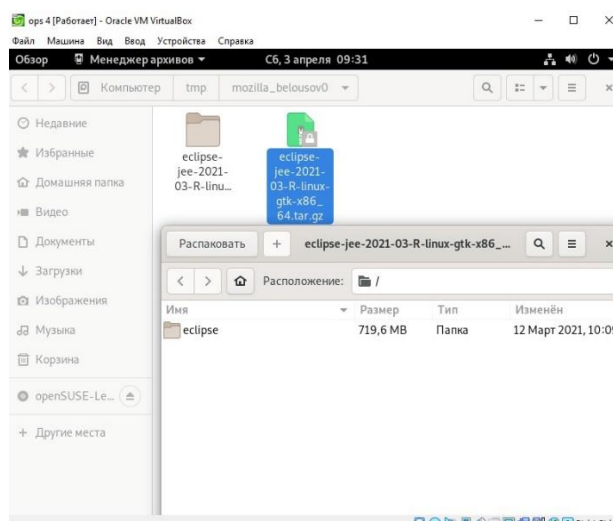 ops 4 [Работает] - Oracle VM VirtualBox
Файл Машина Вид Ввод Устройства Справка
Обзор Менеджер архивов Сб, 3 апреля 09:31
Компьютер tmp mozilla_belousov0
Недавние
Избранные
Домашняя папка
Видео
Документы
Загрузки
Изображения
Музыка
Корзина
openSUSE-Le...
+ Другие места
eclipse-
jee-2021-
03-R-linu...
eclipse-
jee-2021-
03-R-linux-
gtk-x86_
64.tar.gz
Распаковать + eclipse-jee-2021-03-R-linux-gtk-x86_...
Расположение: /
Имя Размер Тип Изменён
eclipse 719,6 MB Папка 12 Март 2021, 10:09